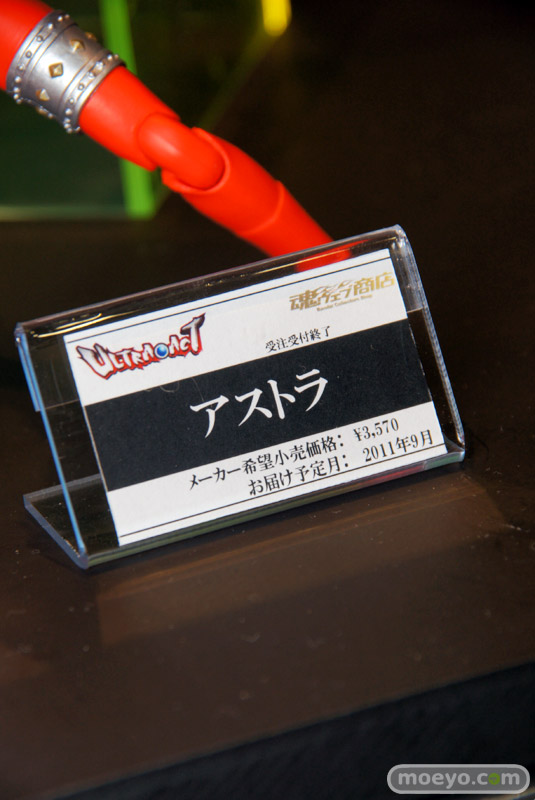 ULTRA-ACT
魂ウェブ商店
受注受付終了
アストラ
メーカー希望小売価格： ¥3,570
お届け予定月： 2011年9月
moeyo.com